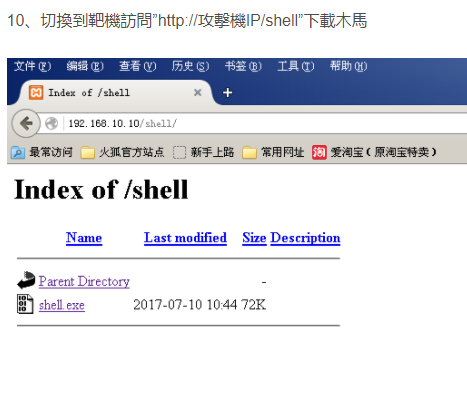 10、切換到靶機訪問”http://攻擊機IP/shell”下載木馬
文件(F) 编辑(E) 查看(V) 历史(S) 书签(B) 工具(T) 帮助(H)
Index of /shell × +
192.168.10.10/shell/
最常访问 火狐官方站点 新手上路 常用网址 淘 爱淘宝(原淘宝特卖)
Index of /shell
Name Last modified Size Description
Parent Directory -
shell.exe 2017-07-10 10:44 72K